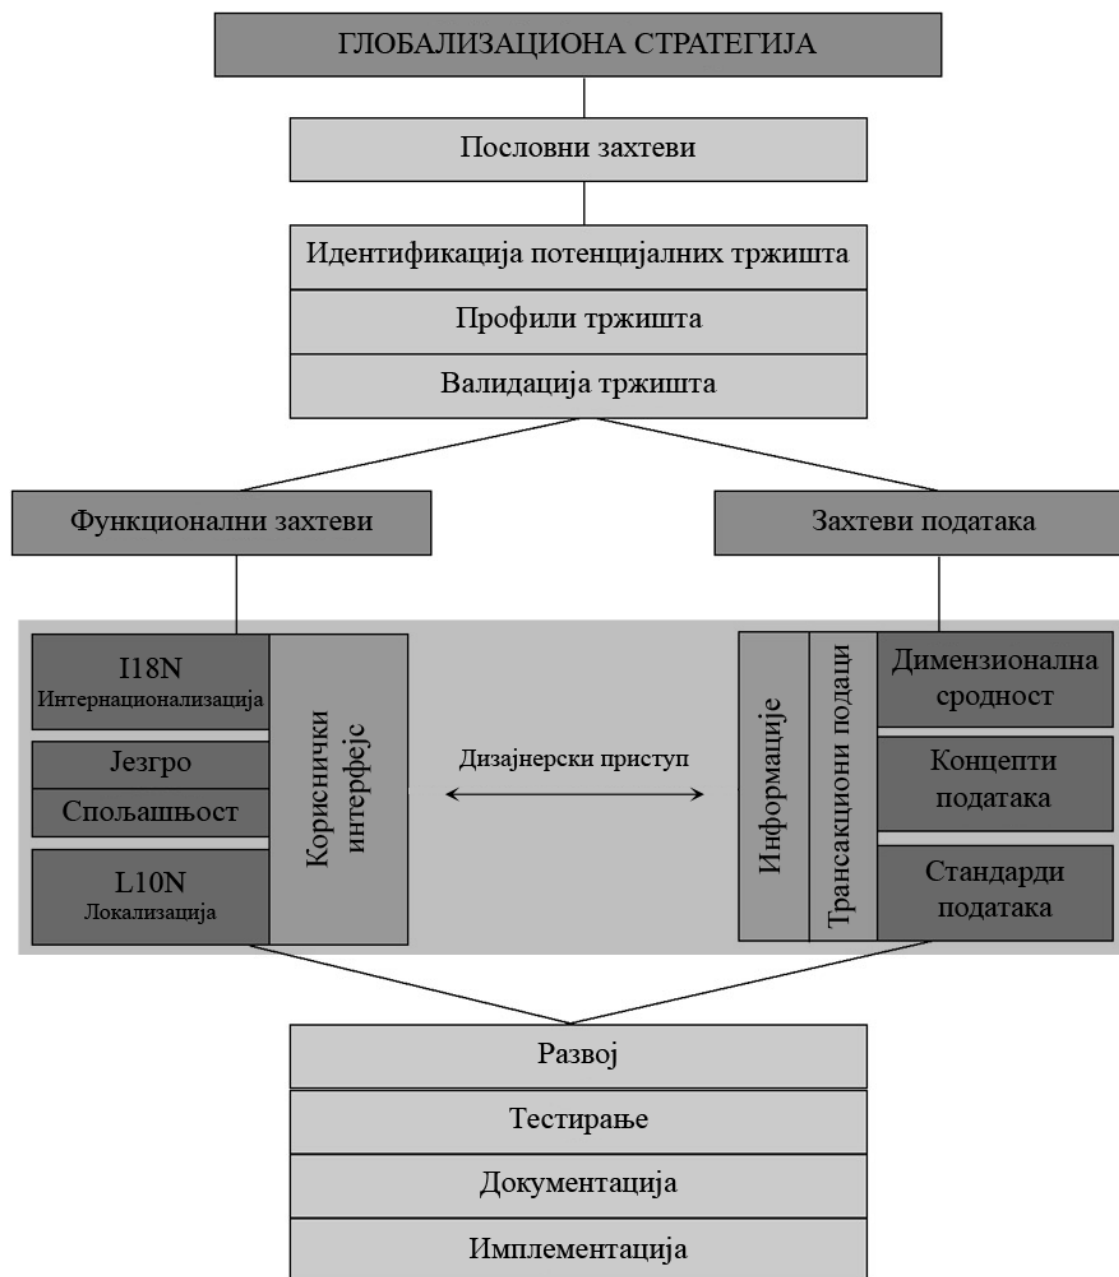 ГЛОБАЛИЗАЦИОНА СТРАТЕГИЈА
Пословни захтеви
Идентификација потенцијалних тржишта
Профили тржишта
Валидација тржишта
Функционални захтеви
Захтеви података
I18N
Интернационализација
Језгро
Спољашњост
L10N
Локализација
Кориснички
интерфејс
Дизајнерски приступ
Информације
Трансакциони подаци
Димензионална
сродност
Концепти
података
Стандарди
података
Развој
Тестирање
Документација
Имплементација